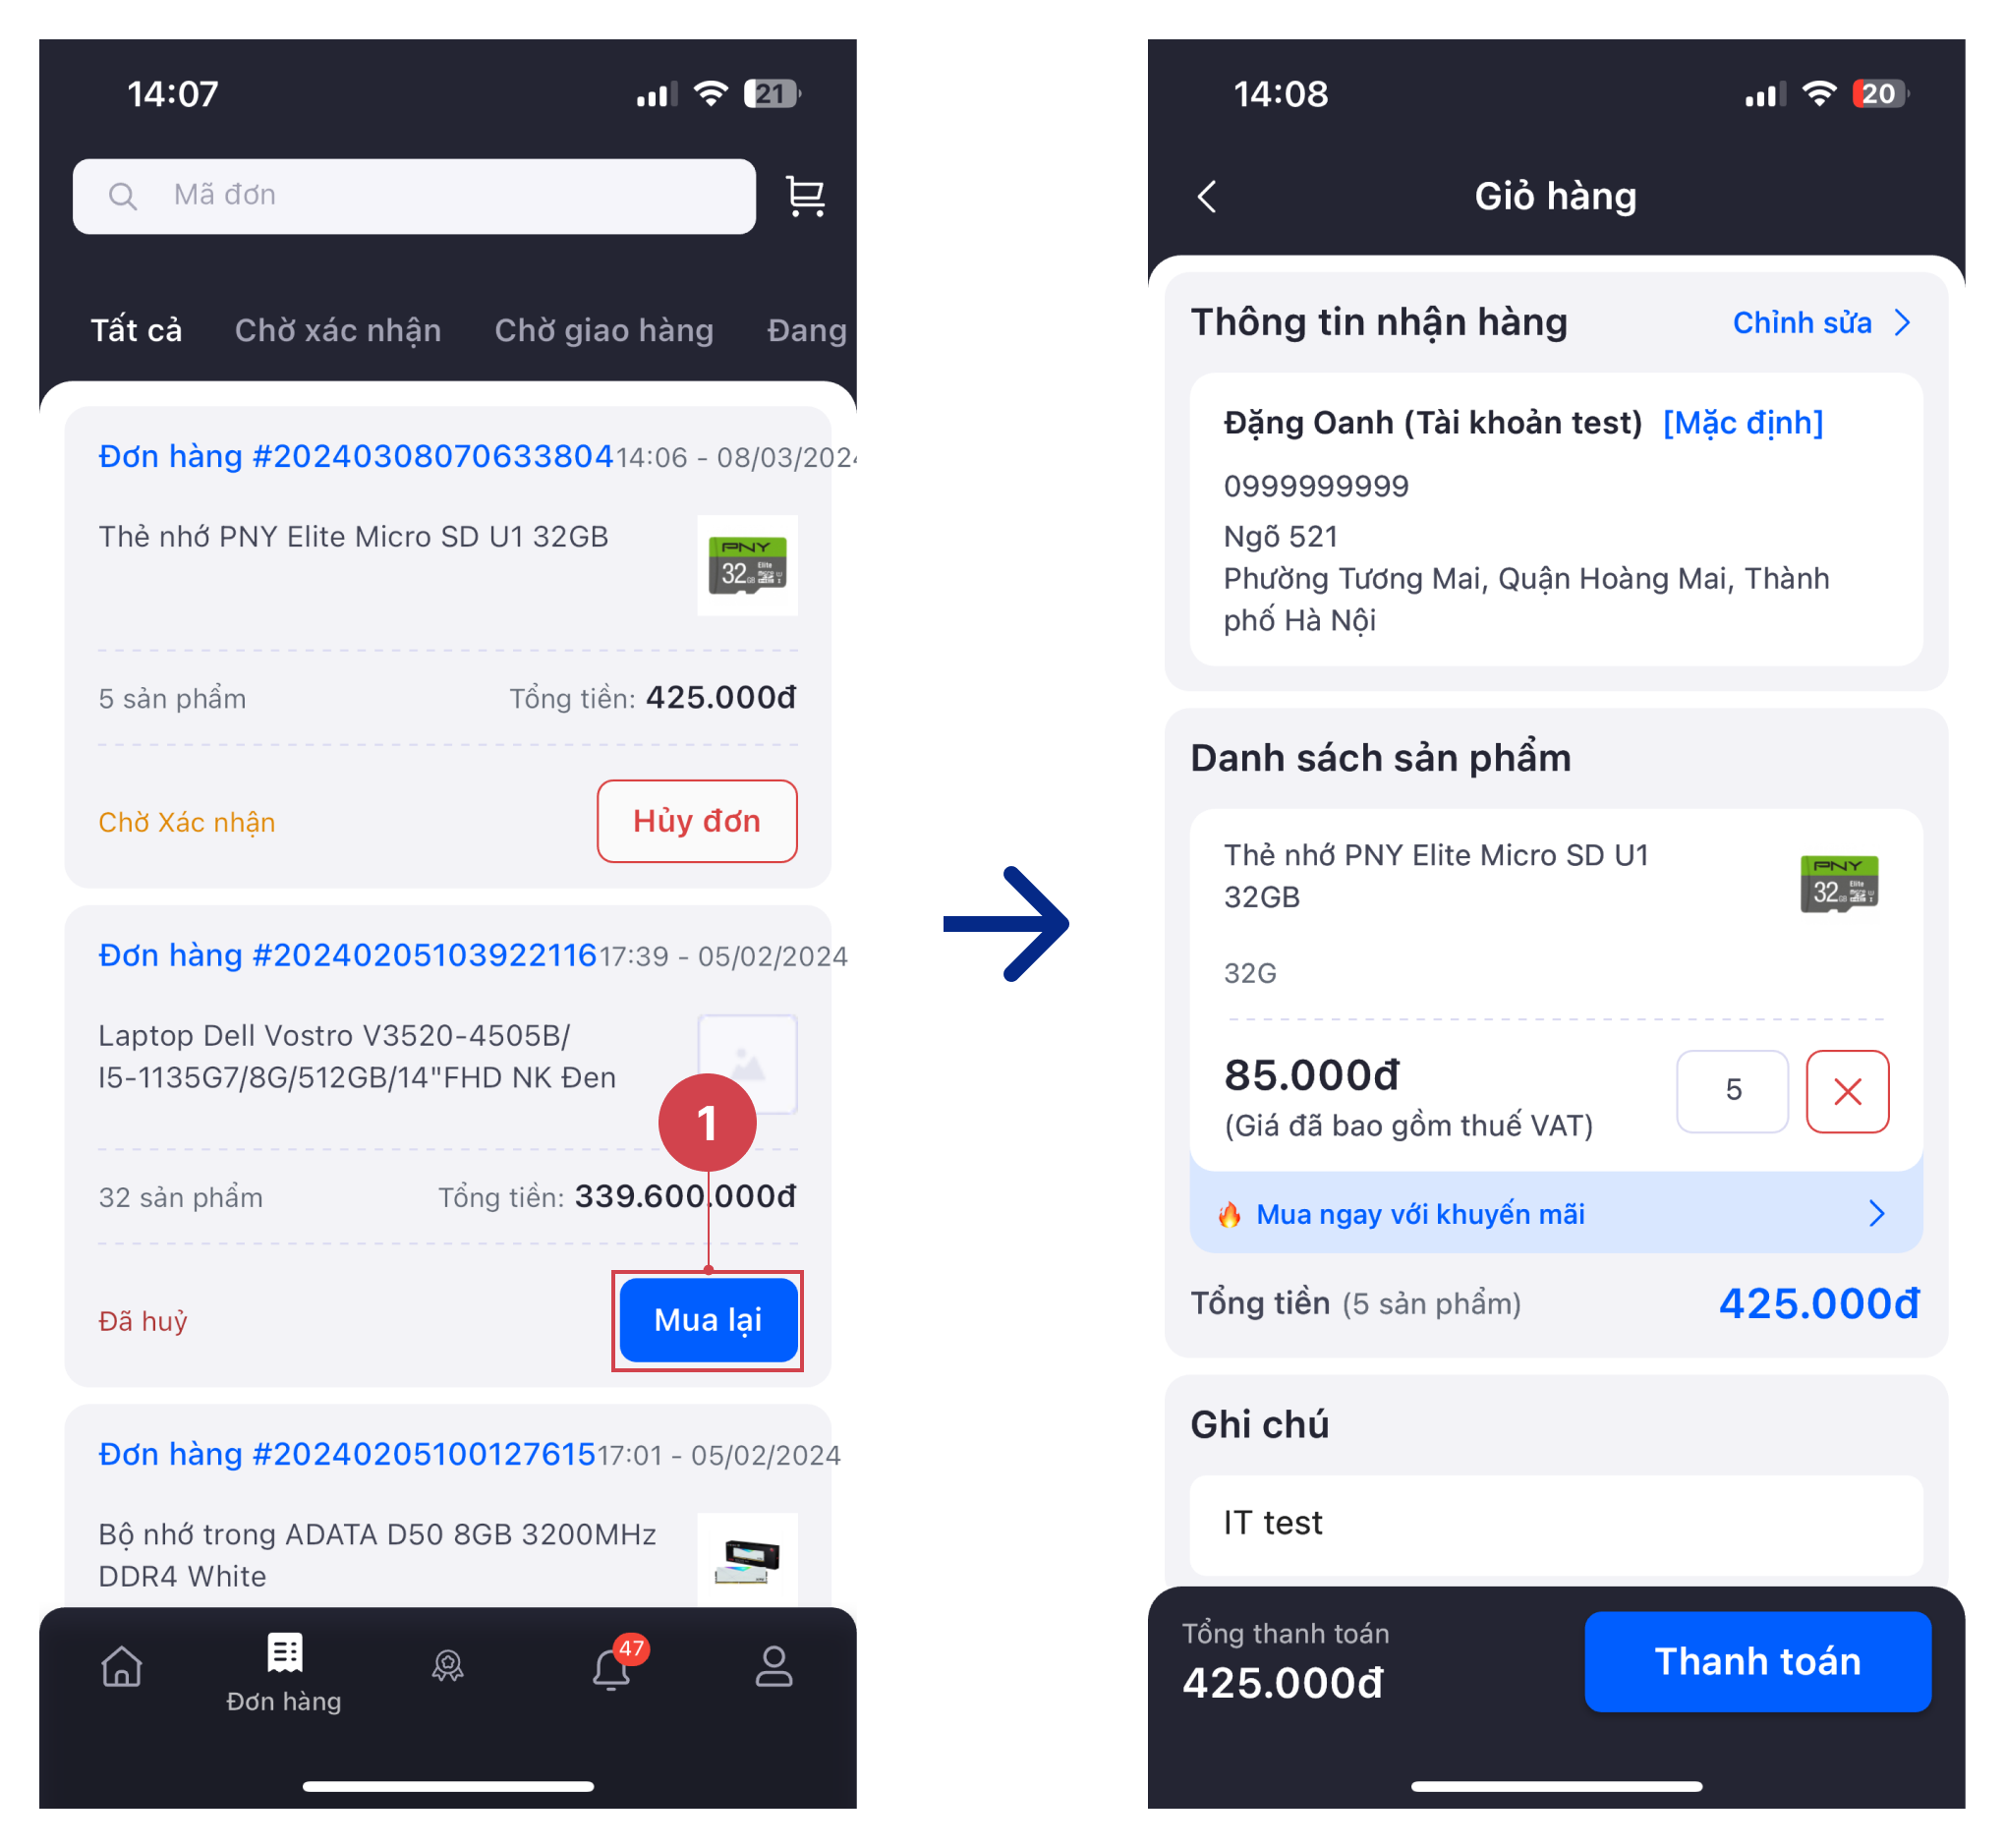 14:07
21
Mã đơn
Tất cả
Chờ xác nhận
Chờ giao hàng
Đang
Đơn hàng #20240308070633804 14:06 - 08/03/2024
Thẻ nhớ PNY Elite Micro SD U1 32GB
PNY
32GB Elite
5 sản phẩm
Tổng tiền: 425.000đ
Chờ Xác nhận
Hủy đơn
Đơn hàng #20240205103922116 17:39 - 05/02/2024
Laptop Dell Vostro V3520-4505B/
I5-1135G7/8G/512GB/14"FHD NK Đen
1
32 sản phẩm
Tổng tiền: 339.600.000đ
Đã huỷ
Mua lại
Đơn hàng #20240205100127615 17:01 - 05/02/2024
Bộ nhớ trong ADATA D50 8GB 3200MHz
DDR4 White
47
Đơn hàng
14:08
20
Giỏ hàng
Thông tin nhận hàng
Chỉnh sửa
Đặng Oanh (Tài khoản test) [Mặc định]
0999999999
Ngõ 521
Phường Tương Mai, Quận Hoàng Mai, Thành
phố Hà Nội
Danh sách sản phẩm
Thẻ nhớ PNY Elite Micro SD U1
32GB
PNY
32GB Elite
32G
85.000đ
5
(Giá đã bao gồm thuế VAT)
Mua ngay với khuyến mãi
Tổng tiền (5 sản phẩm)
425.000đ
Ghi chú
IT test
Tổng thanh toán
425.000đ
Thanh toán